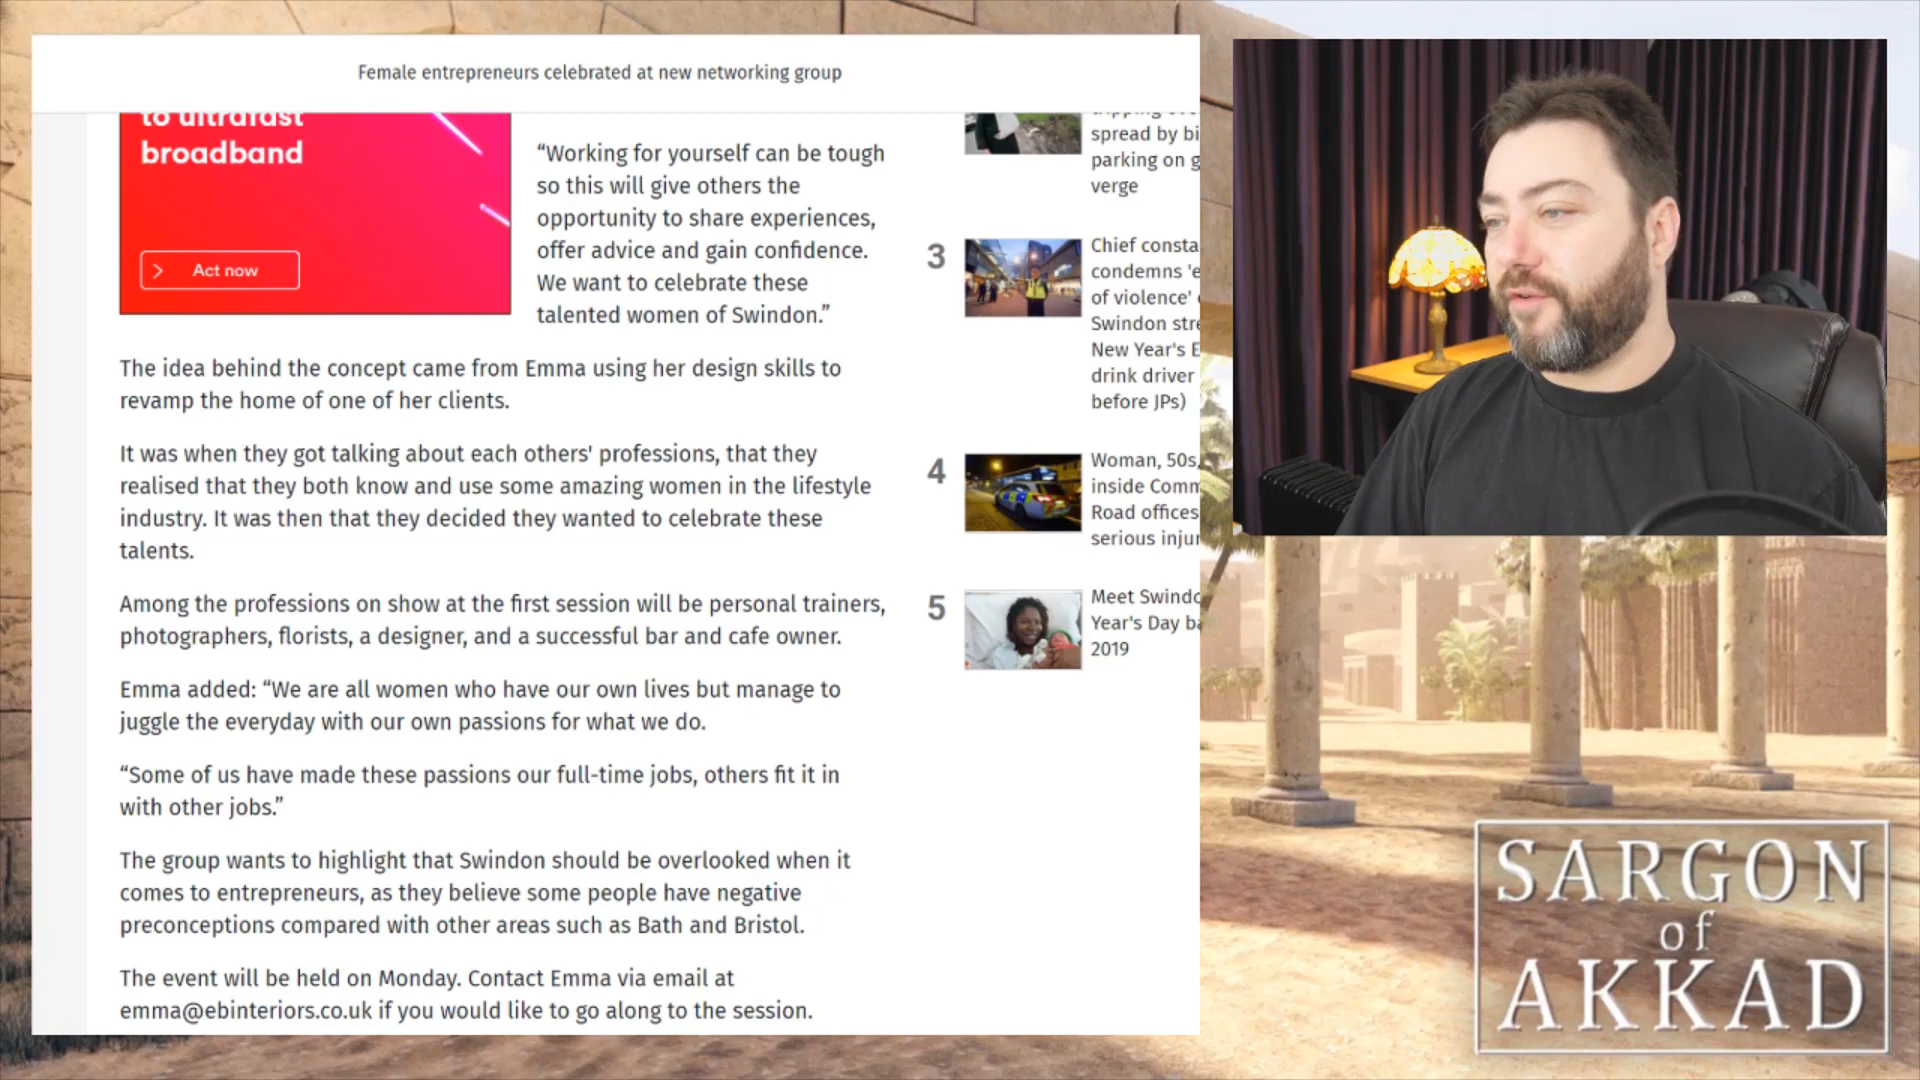 Female entrepreneurs celebrated at new networking group
to ultrafast
broadband
Act now
“Working for yourself can be tough
so this will give others the
opportunity to share experiences,
offer advice and gain confidence.
We want to celebrate these
talented women of Swindon.”
The idea behind the concept came from Emma using her design skills to
revamp the home of one of her clients.
It was when they got talking about each others' professions, that they
realised that they both know and use some amazing women in the lifestyle
industry. It was then that they decided they wanted to celebrate these
talents.
Among the professions on show at the first session will be personal trainers,
photographers, florists, a designer, and a successful bar and cafe owner.
Emma added: “We are all women who have our own lives but manage to
juggle the everyday with our own passions for what we do.
“Some of us have made these passions our full-time jobs, others fit it in
with other jobs.”
The group wants to highlight that Swindon should be overlooked when it
comes to entrepreneurs, as they believe some people have negative
preconceptions compared with other areas such as Bath and Bristol.
The event will be held on Monday. Contact Emma via email at
emma@ebinteriors.co.uk if you would like to go along to the session.
spread by bi
parking on g
verge
3
Chief consta
condemns 'e
of violence'
Swindon stre
New Year's E
drink driver
before JPs)
4
Woman, 50s,
inside Comm
Road offices
serious injur
5
Meet Swindo
Year's Day ba
2019
SARGON
of
AKKAD